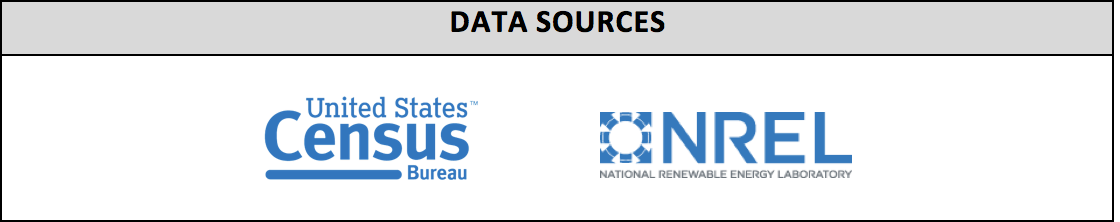 DATA SOURCES
United States™
Census
Bureau
NREL
NATIONAL RENEWABLE ENERGY LABORATORY